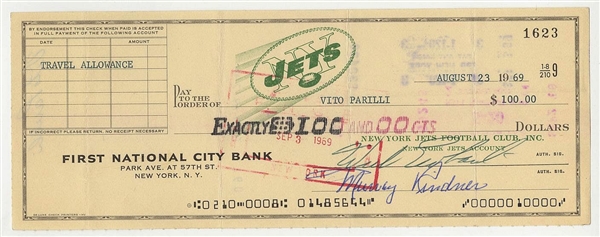 BY ENDORSEMENT THIS CHECK WHEN PAID IS ACCEPTED
IN FULL PAYMENT OF THE FOLLOWING ACCOUNT
DATE AMOUNT
TRAVEL ALLOWANCE
IF INCORRECT PLEASE RETURN, NO RECEIPT NECESSARY
NY
JETS
1623
AUGUST 23 1969
1-8
210
PAY TO THE
ORDER OF VITO PARILLI $ 100.00
EXACTLY $100 AND 00 CTS DOLLARS
SEP 3 1969
NEW YORK JETS FOOTBALL CLUB, INC.
NEW YORK JETS ACCOUNT
AUTH. SIG.
FIRST NATIONAL CITY BANK
PARK AVE. AT 57TH ST.
NEW YORK, N. Y.
AUTH. SIG.
0210 0008 01485644 0000010000